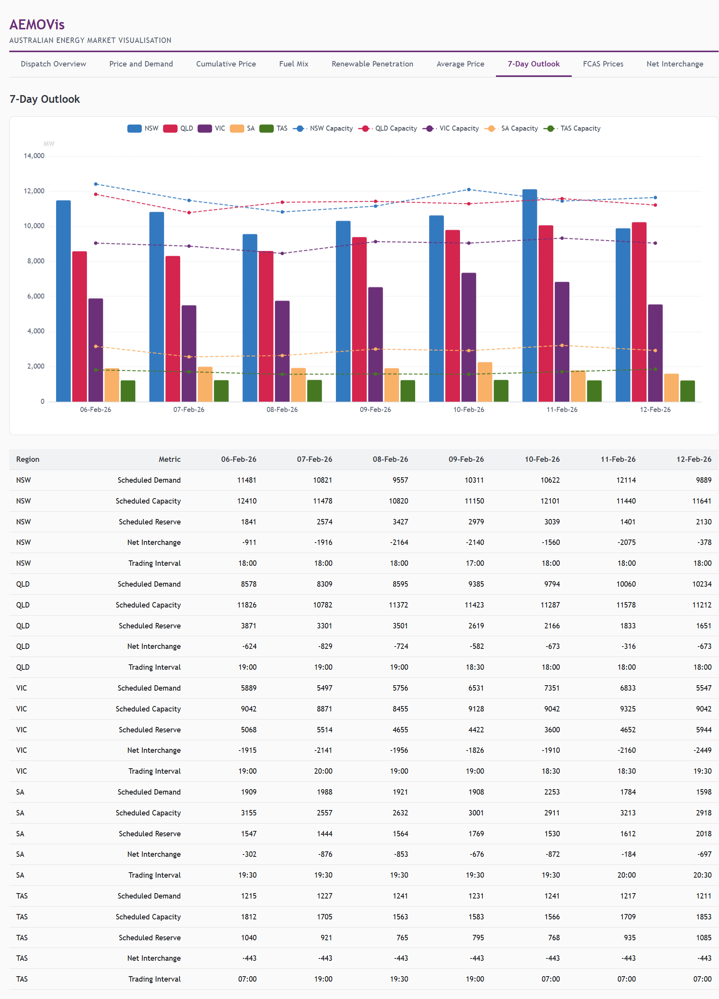 AEMOVis
AUSTRALIAN ENERGY MARKET VISUALISATION
Dispatch Overview Price and Demand Cumulative Price Fuel Mix Renewable Penetration Average Price 7-Day Outlook FCAS Prices Net Interchange
7-Day Outlook
NSW QLD VIC SA TAS NSW Capacity QLD Capacity VIC Capacity SA Capacity TAS Capacity
MW
14,000
12,000
10,000
8,000
6,000
4,000
2,000
0
06-Feb-26 07-Feb-26 08-Feb-26 09-Feb-26 10-Feb-26 11-Feb-26 12-Feb-26
Region Metric 06-Feb-26 07-Feb-26 08-Feb-26 09-Feb-26 10-Feb-26 11-Feb-26 12-Feb-26
NSW Scheduled Demand 11481 10821 9557 10311 10622 12114 9889
NSW Scheduled Capacity 12410 11478 10820 11150 12101 11440 11641
NSW Scheduled Reserve 1841 2574 3427 2979 3039 1401 2130
NSW Net Interchange -911 -1916 -2164 -2140 -1560 -2075 -378
NSW Trading Interval 18:00 18:00 18:00 17:00 18:00 18:00 18:00
QLD Scheduled Demand 8578 8309 8595 9385 9794 10060 10234
QLD Scheduled Capacity 11826 10782 11372 11423 11287 11578 11212
QLD Scheduled Reserve 3871 3301 3501 2619 2166 1833 1651
QLD Net Interchange -624 -829 -724 -582 -673 -316 -673
QLD Trading Interval 19:00 19:00 19:00 18:30 18:00 18:00 18:00
VIC Scheduled Demand 5889 5497 5756 6531 7351 6833 5547
VIC Scheduled Capacity 9042 8871 8455 9128 9042 9325 9042
VIC Scheduled Reserve 5068 5514 4655 4422 3600 4652 5944
VIC Net Interchange -1915 -2141 -1956 -1826 -1910 -2160 -2449
VIC Trading Interval 19:00 20:00 19:00 19:00 18:30 18:30 19:30
SA Scheduled Demand 1909 1988 1921 1908 2253 1784 1598
SA Scheduled Capacity 3155 2557 2632 3001 2911 3213 2918
SA Scheduled Reserve 1547 1444 1564 1769 1530 1612 2018
SA Net Interchange -302 -876 -853 -676 -872 -184 -697
SA Trading Interval 19:30 19:30 19:30 19:30 19:30 20:00 20:30
TAS Scheduled Demand 1215 1227 1241 1231 1241 1217 1211
TAS Scheduled Capacity 1812 1705 1563 1583 1566 1709 1853
TAS Scheduled Reserve 1040 921 765 795 768 935 1085
TAS Net Interchange -443 -443 -443 -443 -443 -443 -443
TAS Trading Interval 07:00 19:00 19:30 19:00 07:00 07:00 07:00